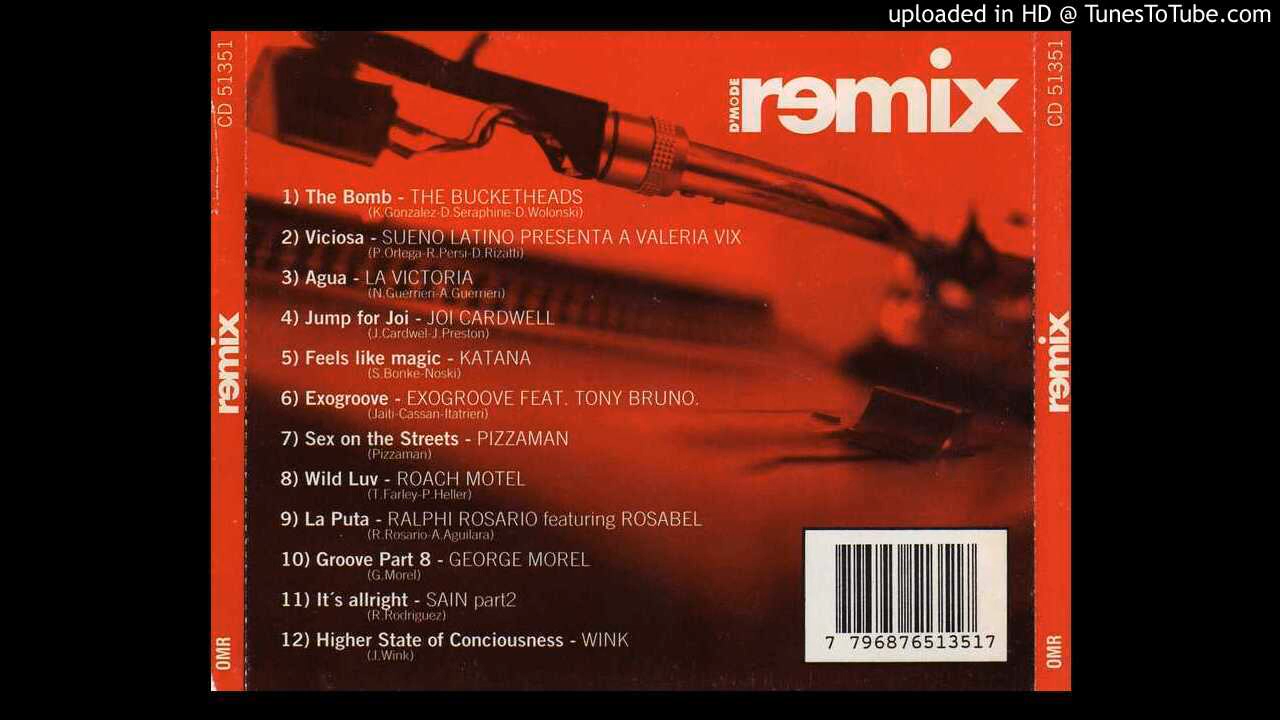 uploaded in HD @ TunesToTube.com
CD 51351
D'MODE
remix
CD 51351
1) The Bomb - THE BUCKETHEADS
(K.Gonzalez-D.Seraphine-D.Wolonski)
2) Viciosa - SUENO LATINO PRESENTA A VALERIA VIX
(P.Ortega-R.Persi-D.Rizatti)
3) Agua - LA VICTORIA
(N.Guerrieri-A.Guerrieri)
4) Jump for Joi - JOI CARDWELL
(J.Cardwel-J.Preston)
5) Feels like magic - KATANA
(S.Bonke-Noski)
6) Exogroove - EXOGROOVE FEAT. TONY BRUNO.
(Jaiti-Cassan-Itatrieri)
7) Sex on the Streets - PIZZAMAN
(Pizzaman)
8) Wild Luv - ROACH MOTEL
(T.Farley-P.Heller)
9) La Puta - RALPHI ROSARIO featuring ROSABEL
(R.Rosario-A.Aguilara)
10) Groove Part 8 - GEORGE MOREL
(G.Morel)
11) It´s allright - SAIN part2
(R.Rodriguez)
12) Higher State of Conciousness - WINK
(J.Wink)
remix
remix
7 796876513517
OMR
OMR